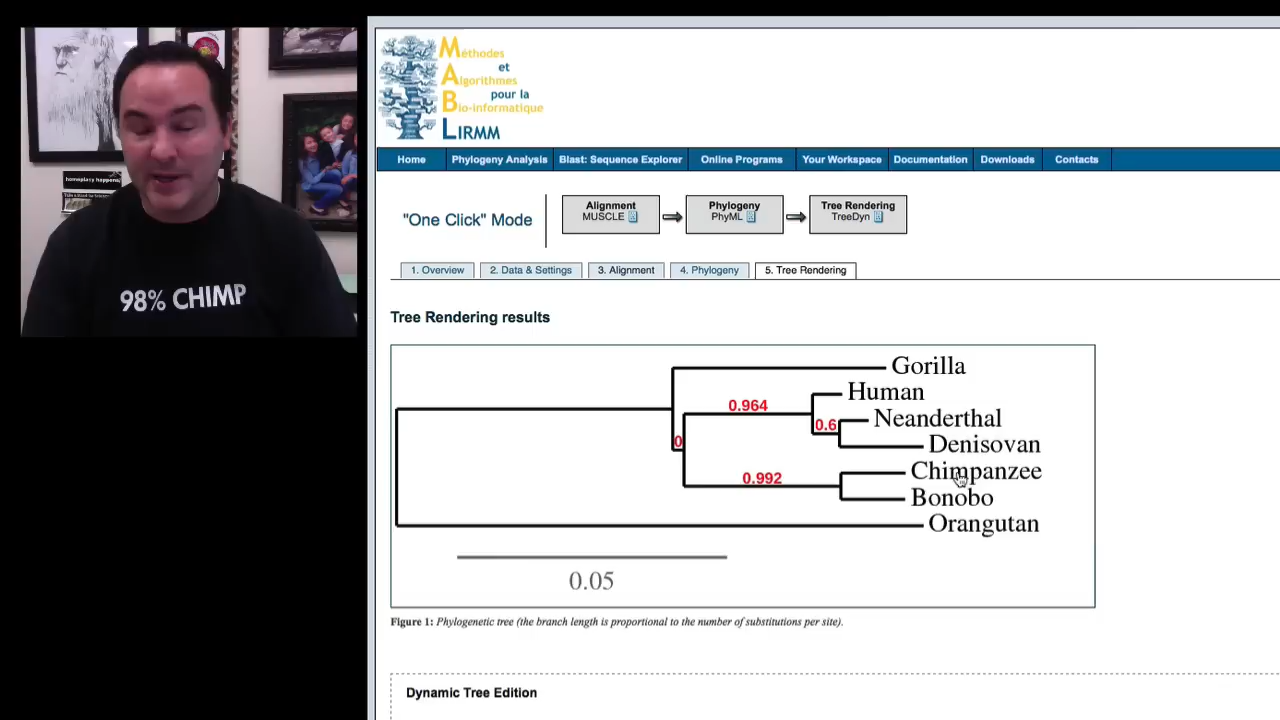 homeplasy happens
98% CHIMP
Méthodes
et
Algorithmes
pour la
Bio-informatique
LIRMM
Home Phylogeny Analysis Blast: Sequence Explorer Online Programs Your Workspace Documentation Downloads Contacts
"One Click" Mode
Alignment
MUSCLE
Phylogeny
PhyML
Tree Rendering
TreeDyn
1. Overview 2. Data & Settings 3. Alignment 4. Phylogeny 5. Tree Rendering
Tree Rendering results
Gorilla
Human
0.964
Neanderthal
0.6
Denisovan
0
Chimpanzee
0.992
Bonobo
Orangutan
0.05
Figure 1: Phylogenetic tree (the branch length is proportional to the number of substitutions per site).
Dynamic Tree Edition